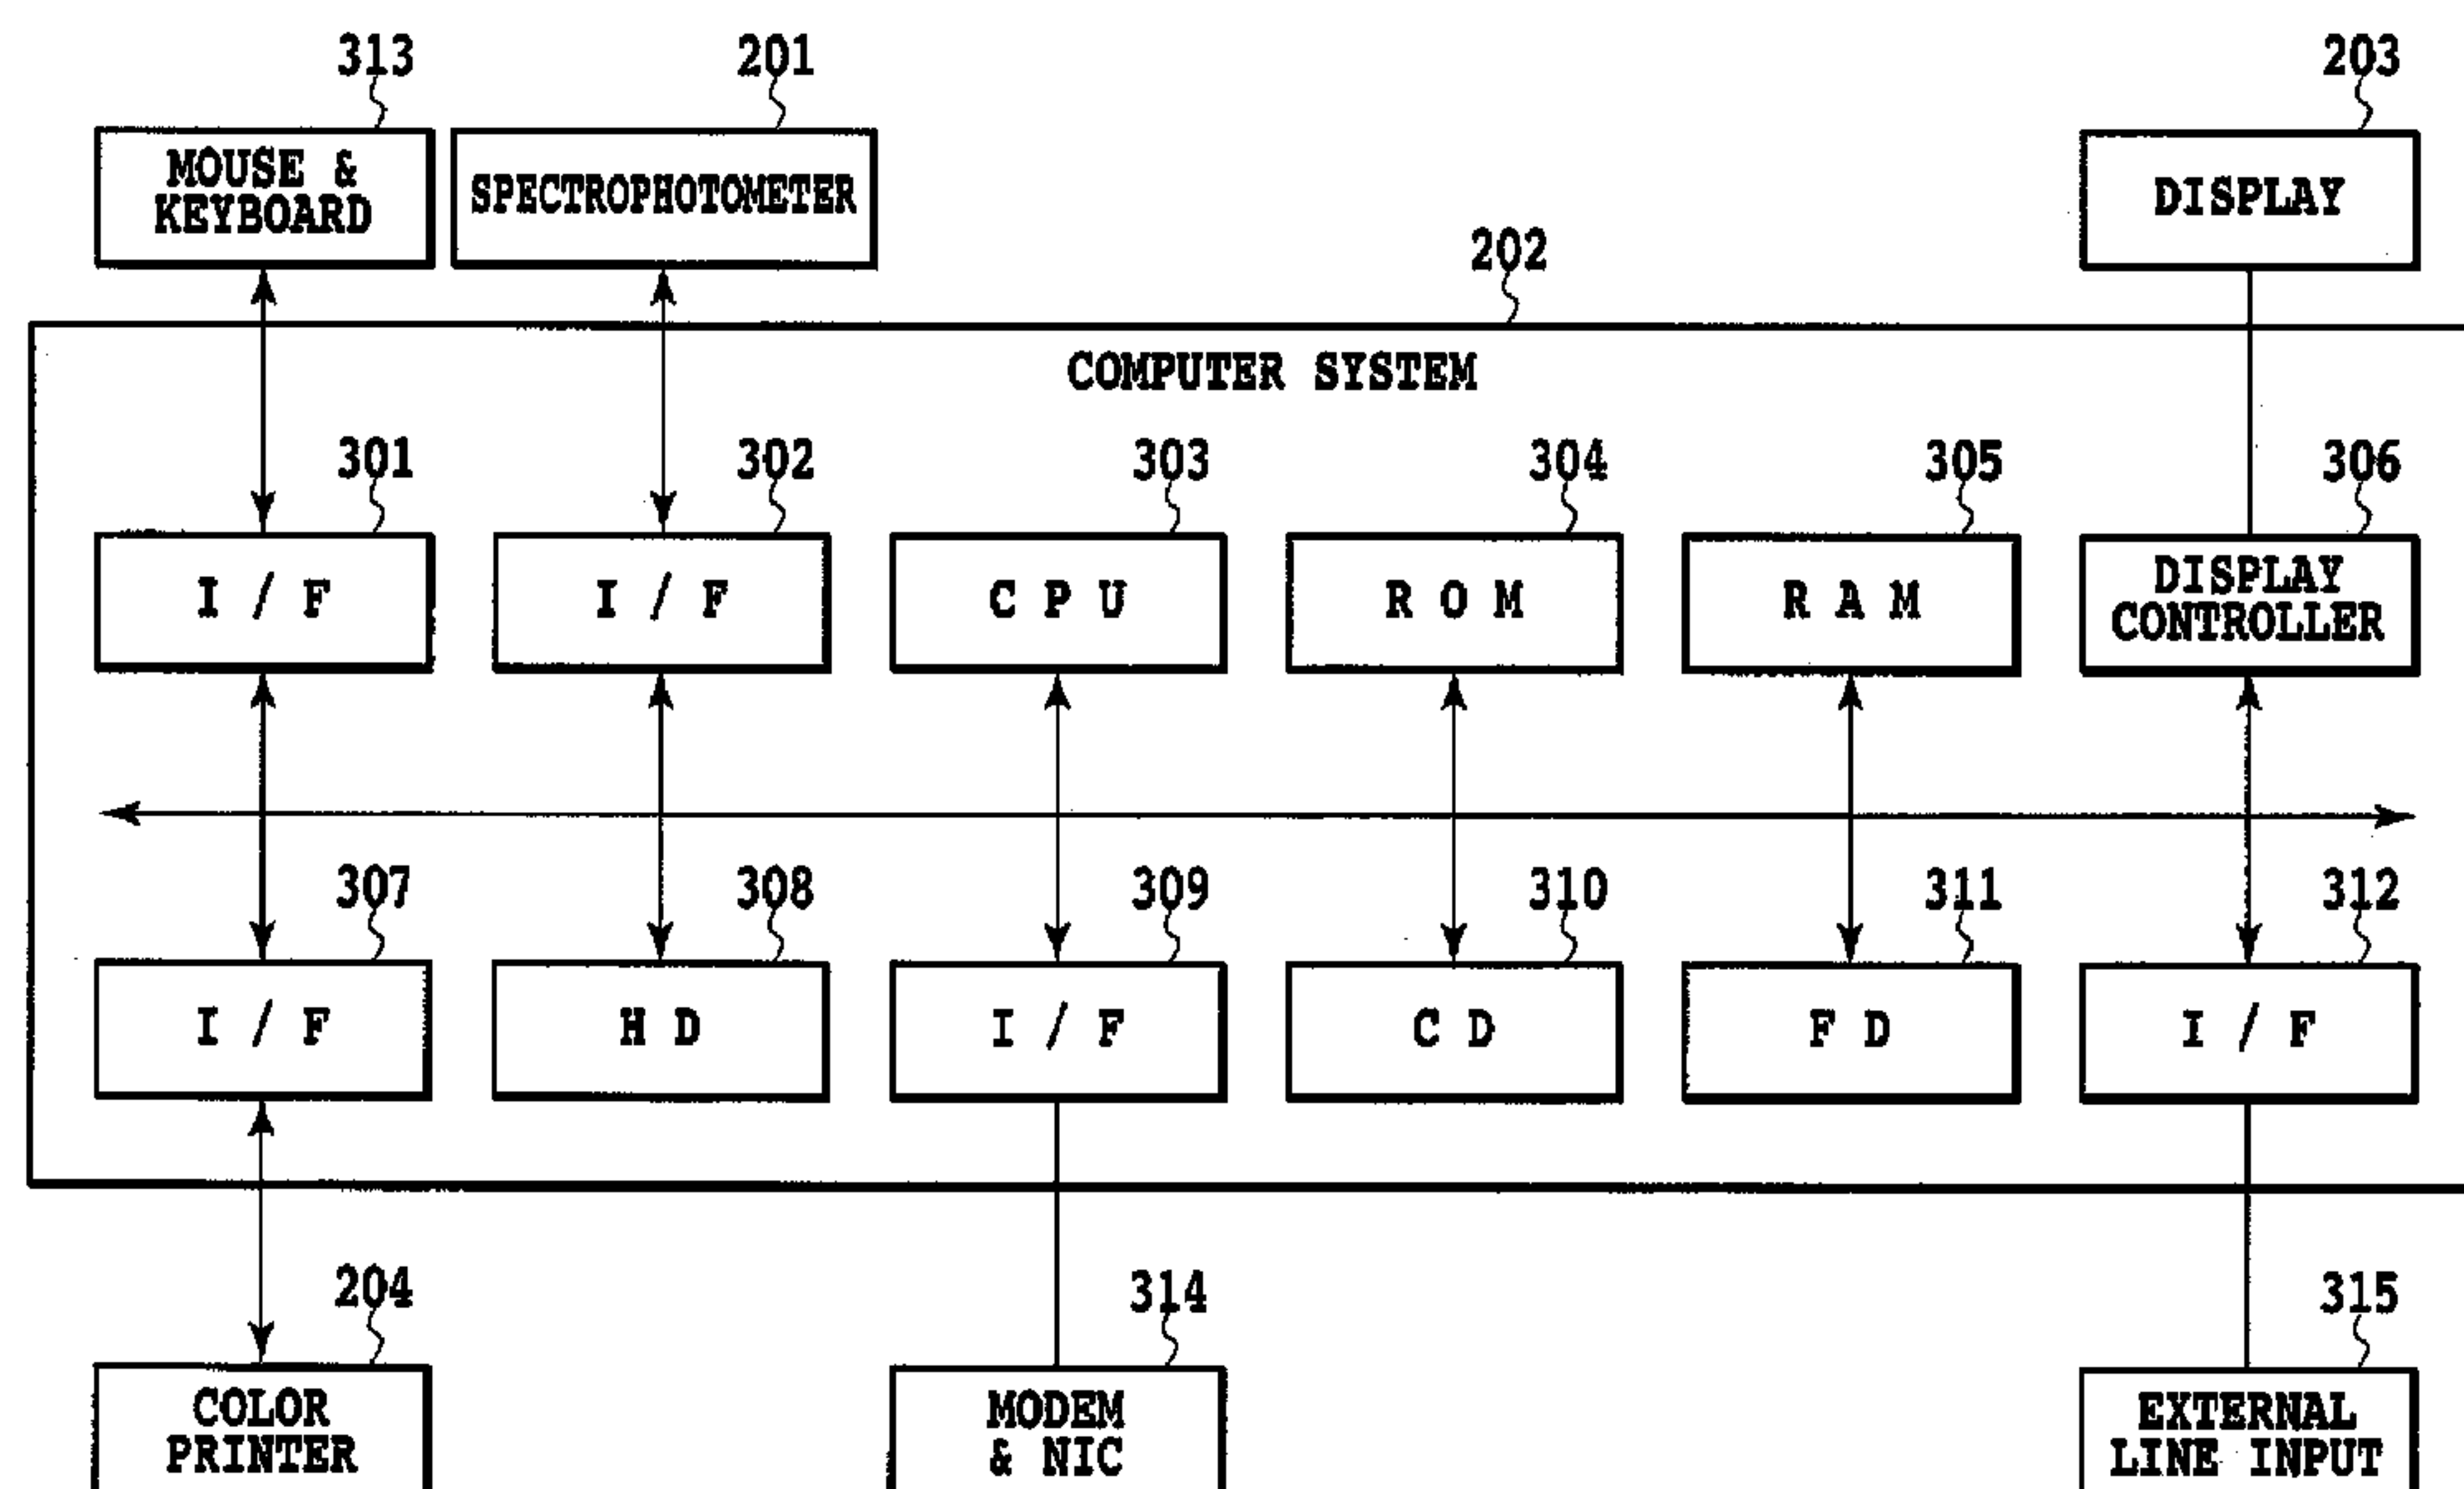 313 201 203
MOUSE &
KEYBOARD
SPECTROPHOTOMETER
DISPLAY
202
COMPUTER SYSTEM
301 302 303 304 305 306
I / F
I / F
C P U
R O M
R A M
DISPLAY
CONTROLLER
307 308 309 310 311 312
I / F
H D
I / F
C D
F D
I / F
204 314 315
COLOR
PRINTER
MODEM
& NIC
EXTERNAL
LINE INPUT